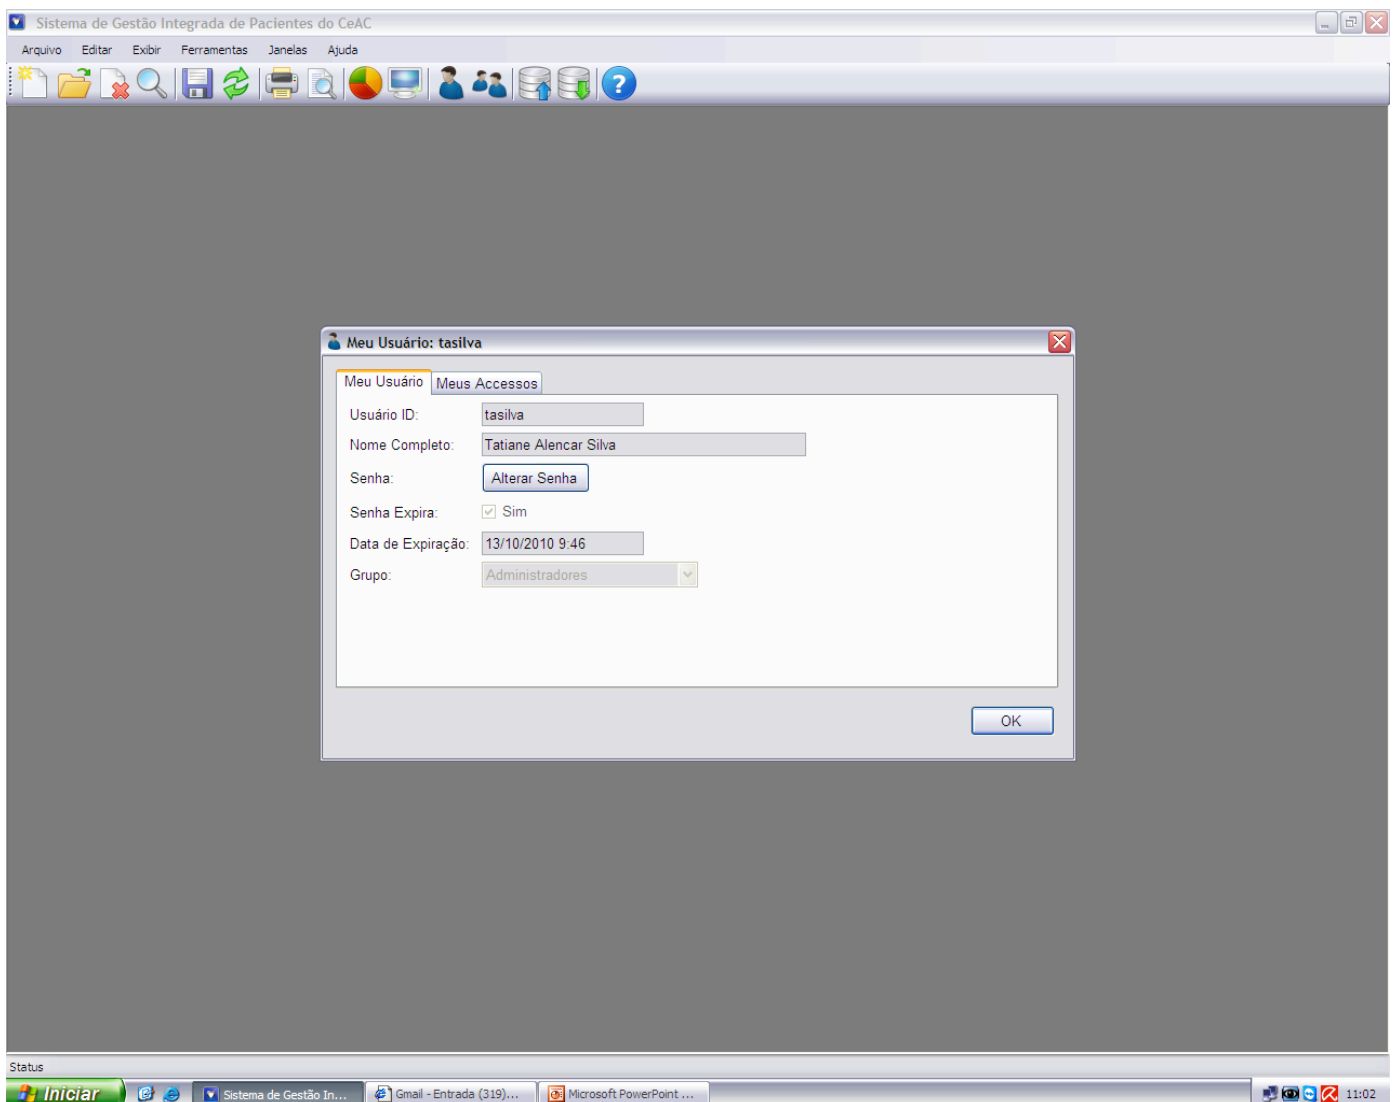 Sistema de Gestão Integrada de Pacientes do CeAC
Arquivo Editar Exibir Ferramentas Janelas Ajuda
Meu Usuário: tasilva
Meu Usuário Meus Accessos
Usuário ID: tasilva
Nome Completo: Tatiane Alencar Silva
Senha: Alterar Senha
Senha Expira: Sim
Data de Expiração: 13/10/2010 9:46
Grupo: Administradores
OK
Status
Iniciar Sistema de Gestão In... Gmail - Entrada (319)... Microsoft PowerPoint ... 11:02